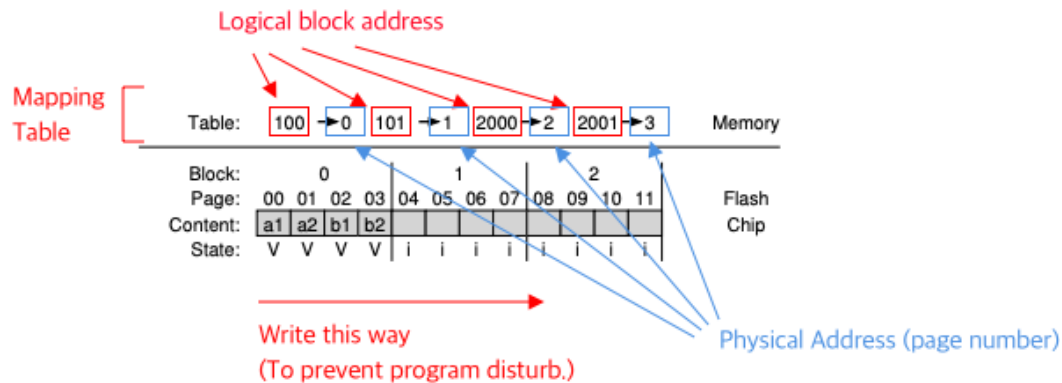 Logical block address
Mapping
Table
Table: 100 → 0 101 → 1 2000 → 2 2001 → 3 Memory
Block: 0 1 2
Page: 00 01 02 03 04 05 06 07 08 09 10 11 Flash
Content: a1 a2 b1 b2 Chip
State: V V V V i i i i i i i i
Write this way
(To prevent program disturb.)
Physical Address (page number)